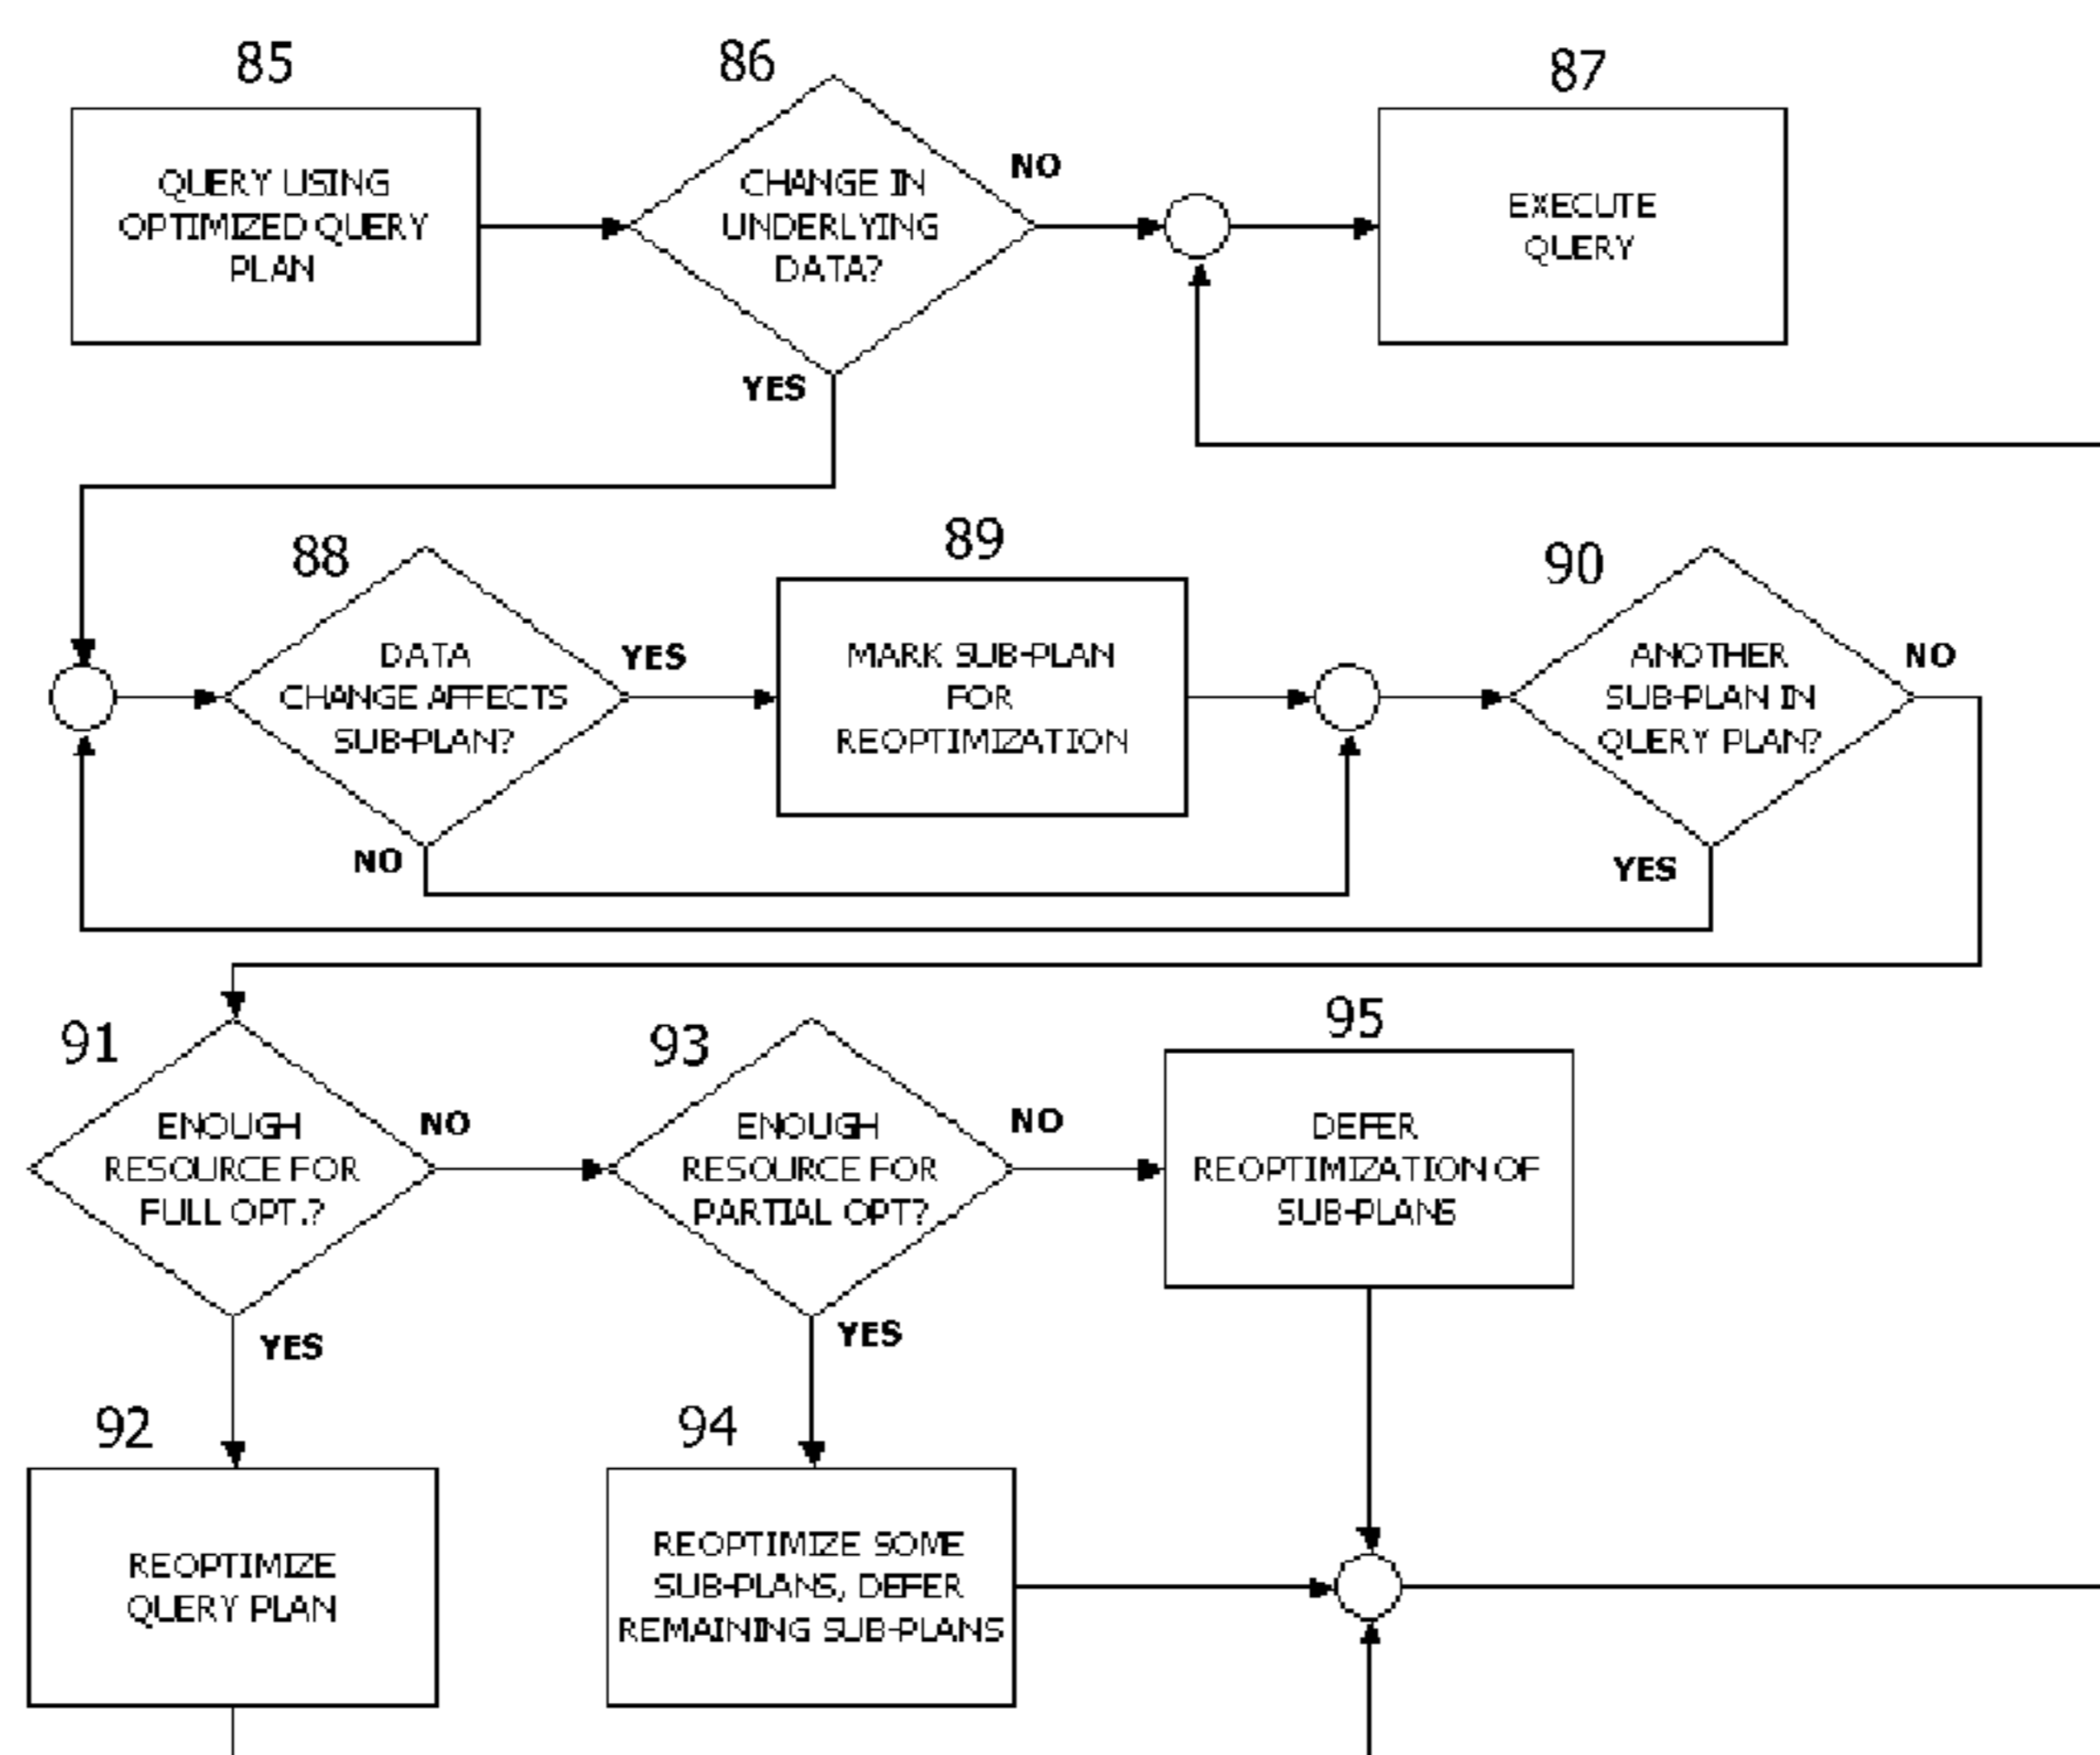 85
QUERY USING
OPTIMIZED QUERY
PLAN
86
CHANGE IN
UNDERLYING
DATA?
NO
YES
87
EXECUTE
QUERY
88
DATA
CHANGE AFFECTS
SUB-PLAN?
YES
NO
89
MARK SUB-PLAN
FOR
REOPTIMIZATION
90
ANOTHER
SUB-PLAN IN
QUERY PLAN?
NO
YES
91
ENOUGH
RESOURCE FOR
FULL OPT.?
NO
YES
93
ENOUGH
RESOURCE FOR
PARTIAL OPT?
NO
YES
95
DEFER
REOPTIMIZATION OF
SUB-PLANS
92
REOPTIMIZE
QUERY PLAN
94
REOPTIMIZE SOME
SUB-PLANS, DEFER
REMAINING SUB-PLANS